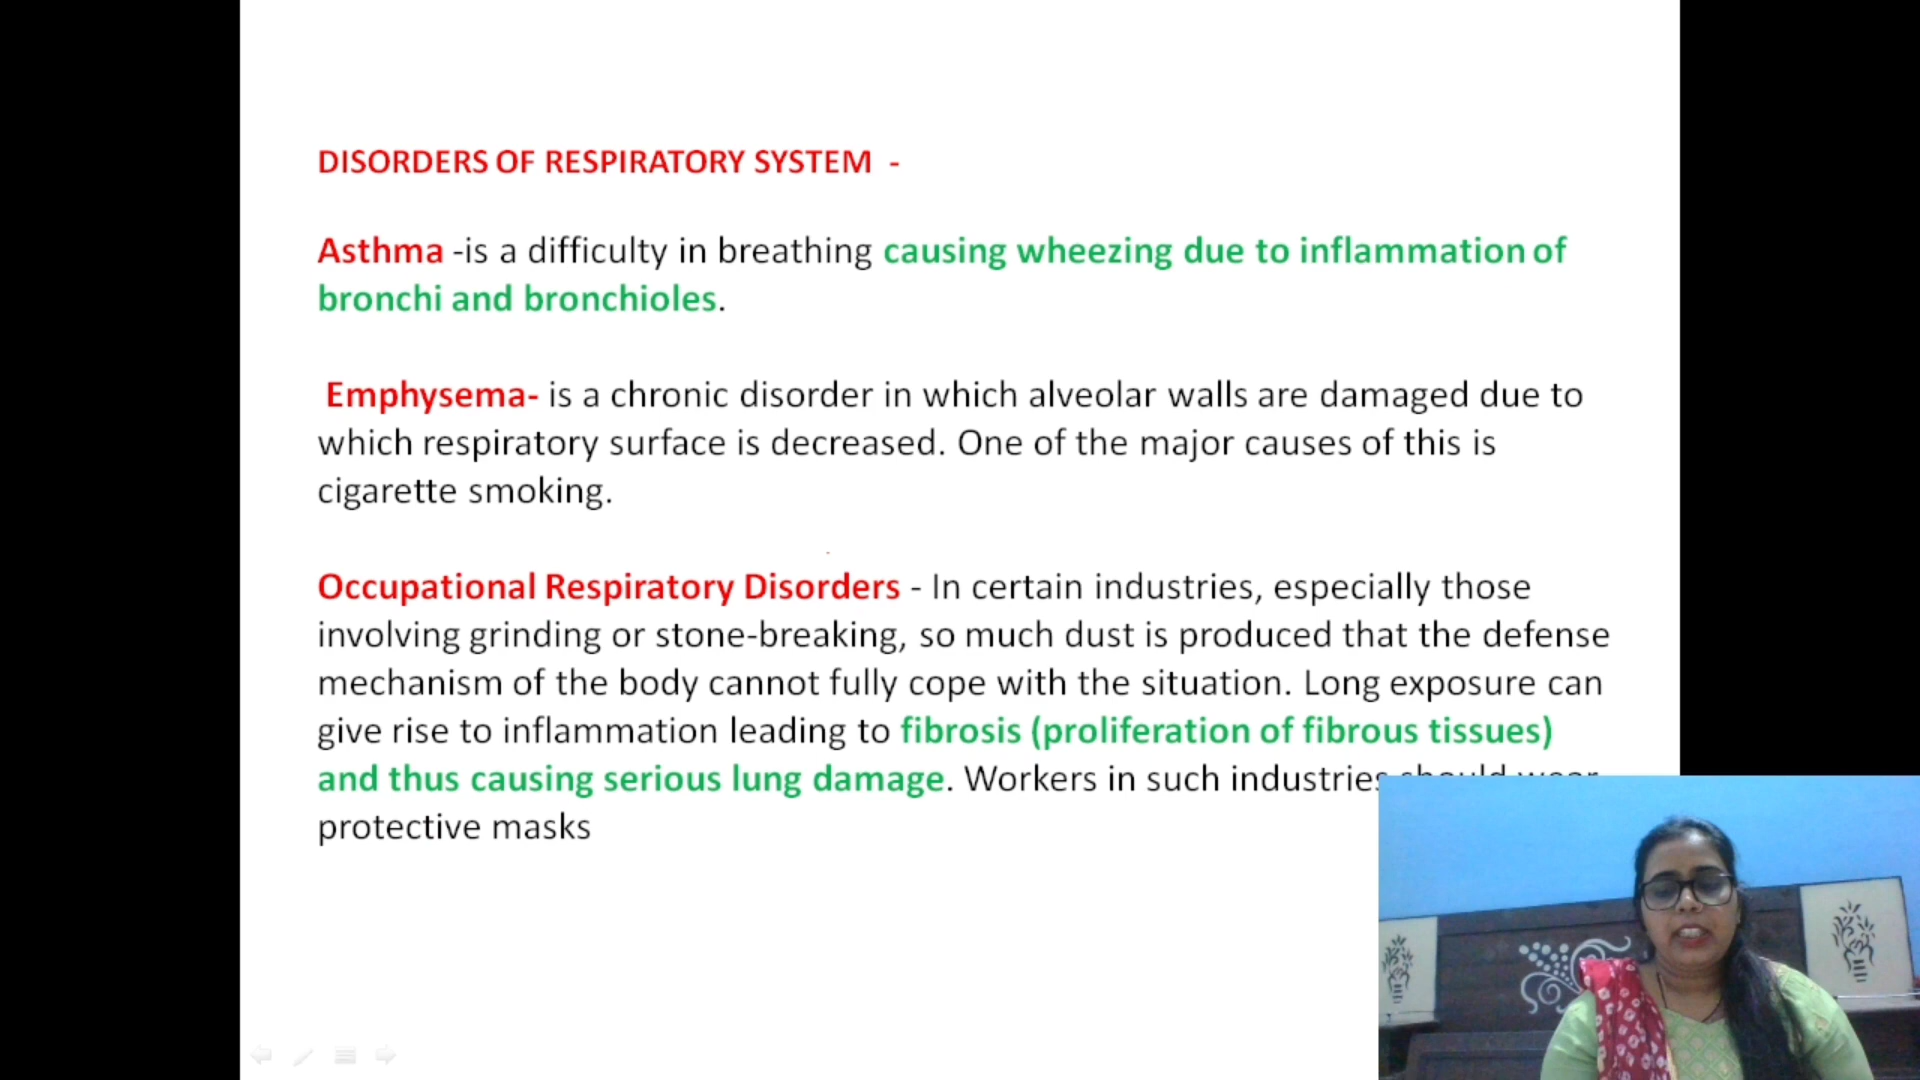 DISORDERS OF RESPIRATORY SYSTEM -
Asthma -is a difficulty in breathing causing wheezing due to inflammation of
bronchi and bronchioles.
Emphysema- is a chronic disorder in which alveolar walls are damaged due to
which respiratory surface is decreased. One of the major causes of this is
cigarette smoking.
Occupational Respiratory Disorders - In certain industries, especially those
involving grinding or stone-breaking, so much dust is produced that the defense
mechanism of the body cannot fully cope with the situation. Long exposure can
give rise to inflammation leading to fibrosis (proliferation of fibrous tissues)
and thus causing serious lung damage. Workers in such industries should wear
protective masks